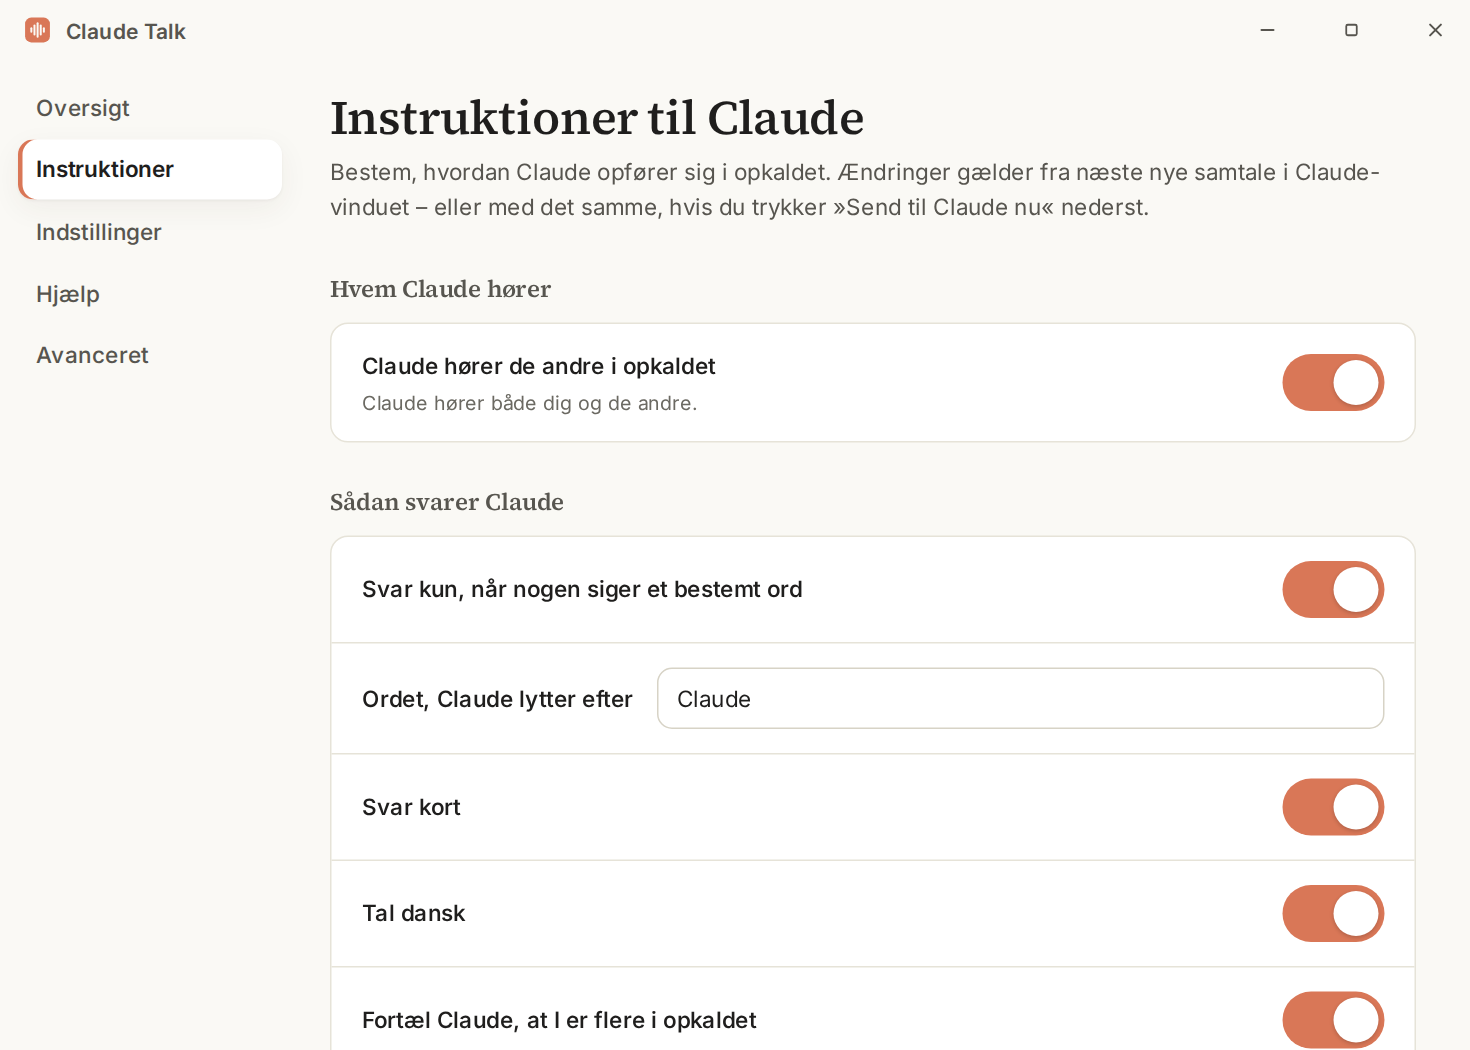 Claude Talk
Oversigt
Instruktioner
Indstillinger
Hjælp
Avanceret
Instruktioner til Claude
Bestem, hvordan Claude opfører sig i opkaldet. Ændringer gælder fra næste nye samtale i Claude-
vinduet – eller med det samme, hvis du trykker »Send til Claude nu« nederst.
Hvem Claude hører
Claude hører de andre i opkaldet
Claude hører både dig og de andre.
Sådan svarer Claude
Svar kun, når nogen siger et bestemt ord
Ordet, Claude lytter efter
Claude
Svar kort
Tal dansk
Fortæl Claude, at I er flere i opkaldet